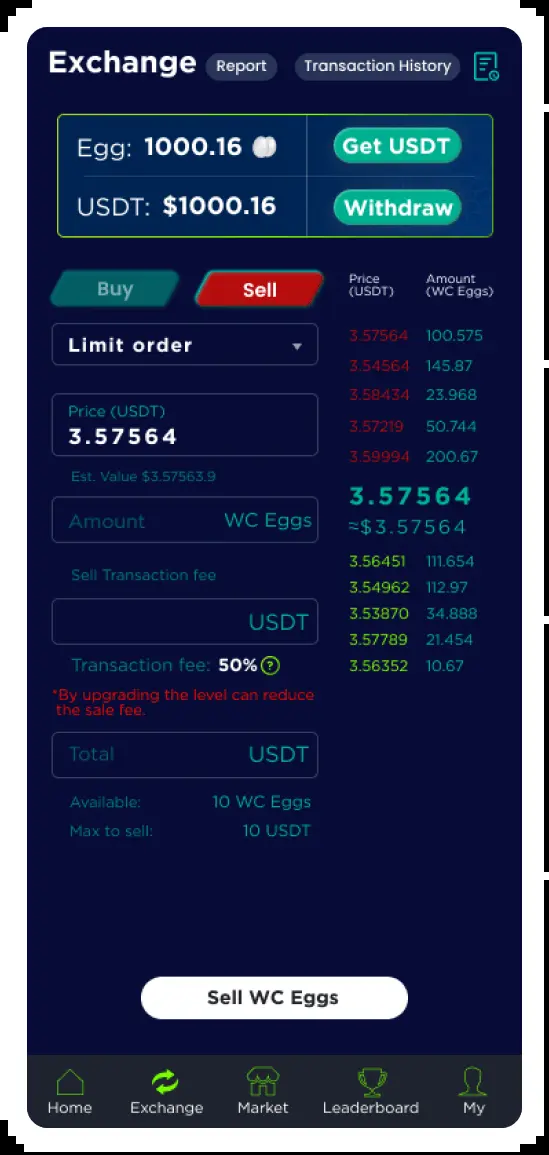 Exchange Report Transaction History
Egg: 1000.16 Get USDT
USDT: $1000.16 Withdraw
Buy Sell
Limit order
Price (USDT)
3.57564
Est. Value $3.57563.9
Amount WC Eggs
Sell Transaction fee
USDT
Transaction fee: 50% ?
*By upgrading the level can reduce
the sale fee.
Total USDT
Available: 10 WC Eggs
Max to sell: 10 USDT
Price Amount
(USDT) (WC Eggs)
3.57564 100.575
3.54564 145.87
3.58434 23.968
3.57219 50.744
3.59994 200.67
3.57564
≈$3.57564
3.56451 111.654
3.54962 112.97
3.53870 34.888
3.57789 21.454
3.56352 10.67
Sell WC Eggs
Home Exchange Market Leaderboard My